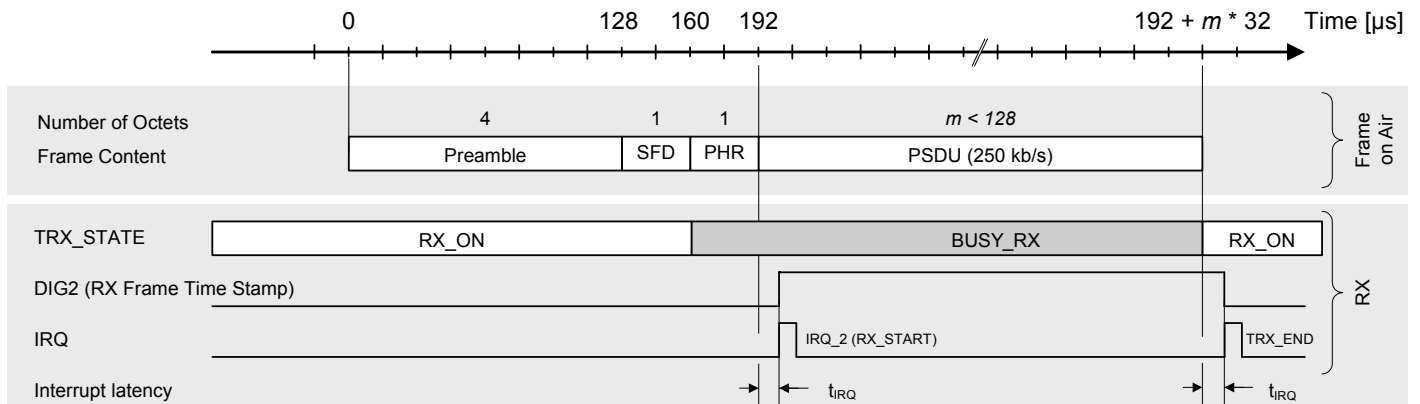 0 128 160 192 192 + m * 32 Time [µs]
Number of Octets 4 1 1 m < 128
Frame Content Preamble SFD PHR PSDU (250 kb/s)
Frame
on Air
TRX_STATE RX_ON BUSY_RX RX_ON
DIG2 (RX Frame Time Stamp)
IRQ IRQ_2 (RX_START) TRX_END
RX
Interrupt latency tIRQ tIRQ